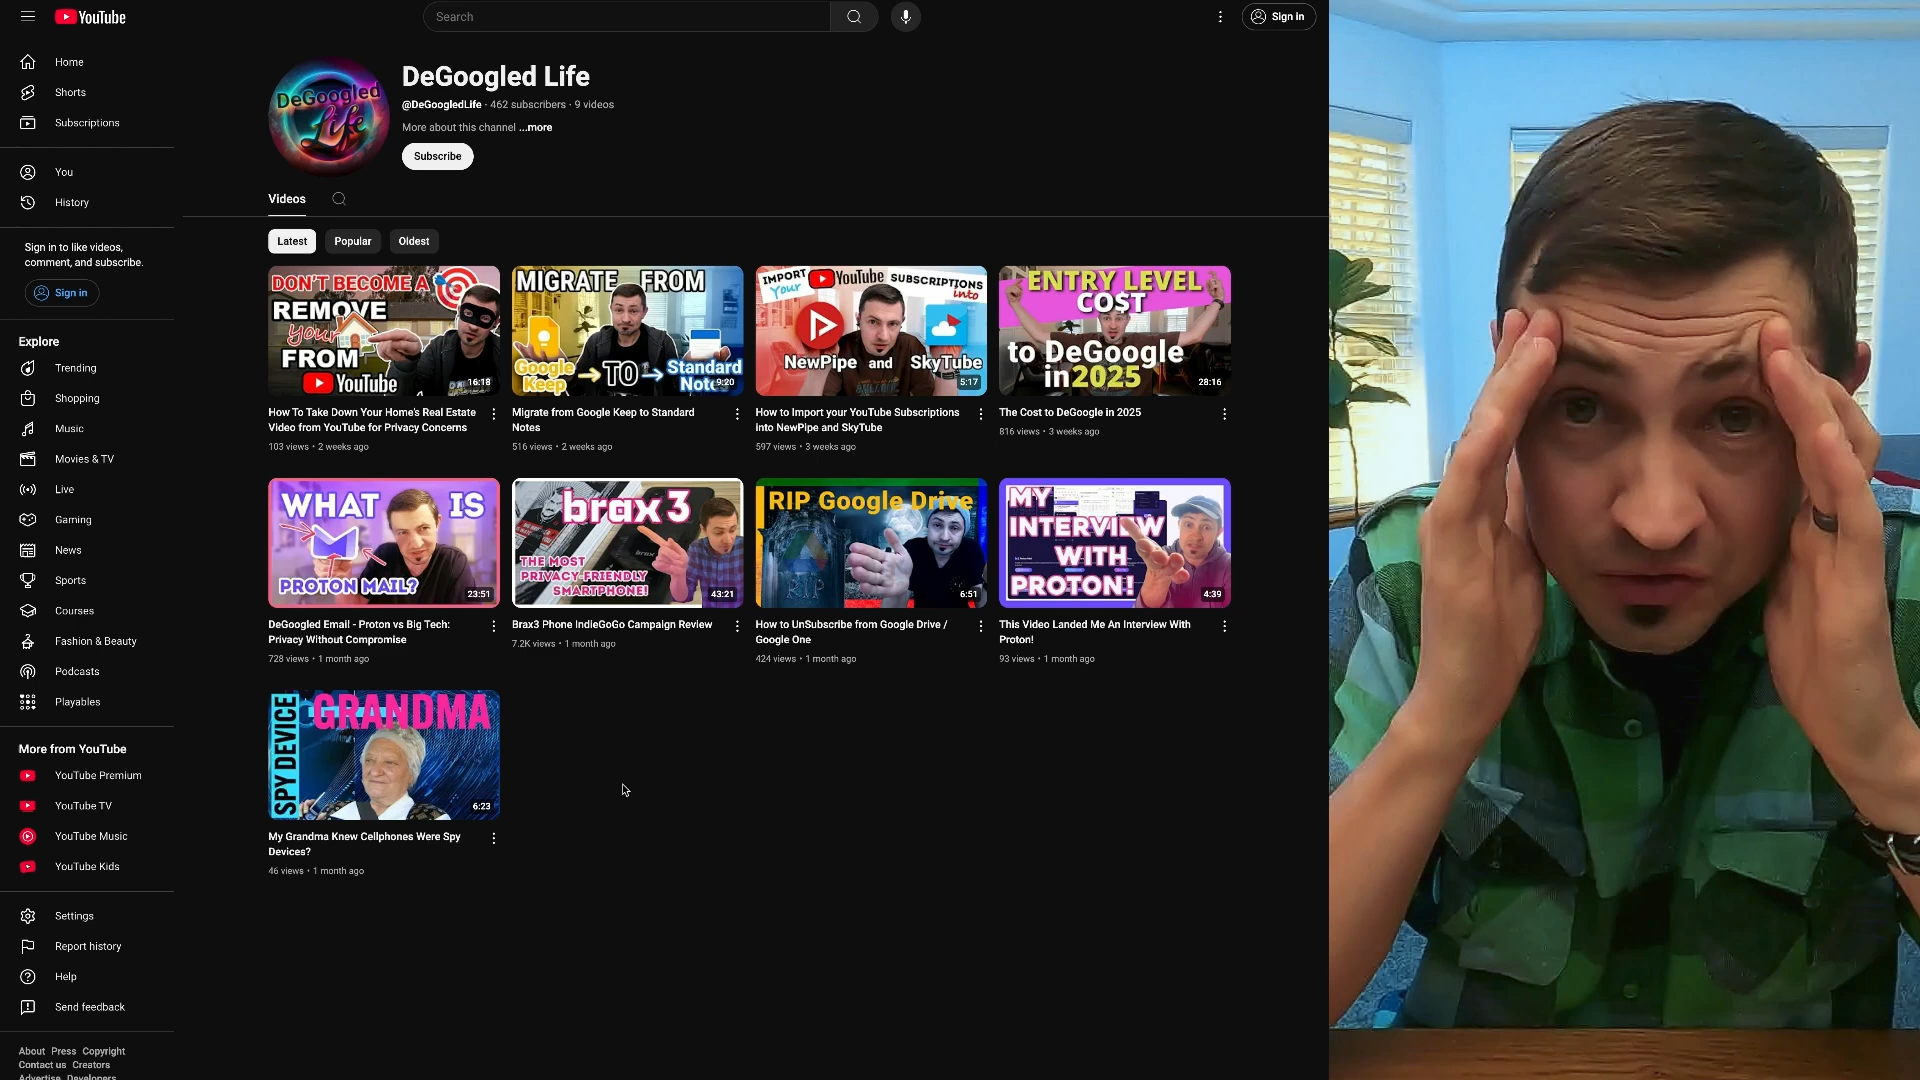 YouTube
Search
Sign in
Home
Shorts
Subscriptions
You
History
Sign in to like videos,
comment, and subscribe.
Sign in
Explore
Trending
Shopping
Music
Movies & TV
Live
Gaming
News
Sports
Courses
Fashion & Beauty
Podcasts
Playables
More from YouTube
YouTube Premium
YouTube TV
YouTube Music
YouTube Kids
Settings
Report history
Help
Send feedback
About Press Copyright
Contact us Creators
Advertise Developers
DeGoogled
Life
DeGoogled Life
@DeGoogledLife · 462 subscribers · 9 videos
More about this channel ...more
Subscribe
Videos
Latest Popular Oldest
DON'T BECOME A
REMOVE
your
FROM
YouTube
16:18
How To Take Down Your Home's Real Estate
Video from YouTube for Privacy Concerns
103 views • 2 weeks ago
MIGRATE FROM
Google
Keep
TO
Standard
9:20
Migrate from Google Keep to Standard
Notes
516 views • 2 weeks ago
IMPORT
Your
YouTube
SUBSCRIPTIONS
into
NewPipe and SkyTube
5:17
How to Import your YouTube Subscriptions
into NewPipe and SkyTube
597 views • 3 weeks ago
ENTRY LEVEL
CO$T
to DeGoogle
in 2025
28:16
The Cost to DeGoogle in 2025
816 views • 3 weeks ago
WHAT IS
PROTON MAIL?
23:51
DeGoogled Email - Proton vs Big Tech:
Privacy Without Compromise
728 views • 1 month ago
brax3
THE MOST
PRIVACY-FRIENDLY
SMARTPHONE!
43:21
Brax3 Phone IndieGoGo Campaign Review
7.2K views • 1 month ago
RIP Google Drive
RIP
6:51
How to UnSubscribe from Google Drive /
Google One
424 views • 1 month ago
MY
INTERVIEW
WITH
PROTON!
4:39
This Video Landed Me An Interview With
Proton!
93 views • 1 month ago
SPY DEVICE
GRANDMA
6:23
My Grandma Knew Cellphones Were Spy
Devices?
46 views • 1 month ago